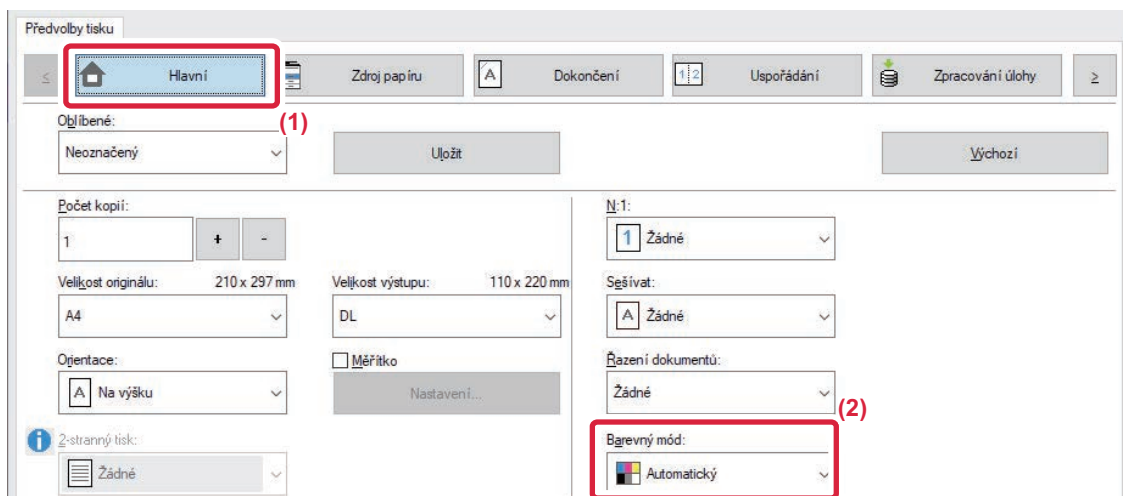 Předvolby tisku
≤ Hlavní Zdroj papíru A Dokončení 1 2 Uspořádání Zpracování úlohy ≥
(1)
Oblíbené:
Neoznačený Uložit Výchozí
Počet kopií: N:1:
1 + - 1 Žádné
Velikost originálu: 210 x 297 mm Velikost výstupu: 110 x 220 mm Sešívat:
A4 DL A Žádné
Orientace: Měřítko Řazení dokumentů:
A Na výšku Nastavení... Žádné
(2)
2-stranný tisk: Barevný mód:
Žádné Automatický